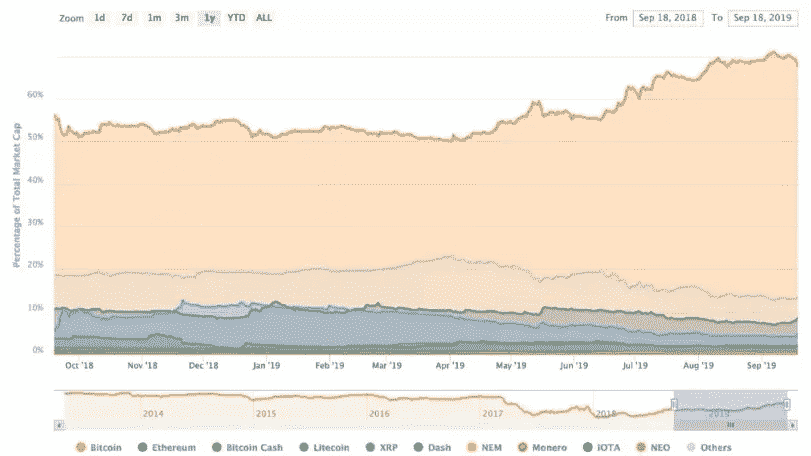 Zoom 1d 7d 1m 3m 1y YTD ALL From Sep 18, 2018 To Sep 18, 2019
Percentage of Total Market Cap
60%
50%
40%
30%
20%
10%
0%
Oct '18 Nov '18 Dec '18 Jan '19 Feb '19 Mar '19 Apr '19 May '19 Jun '19 Jul '19 Aug '19 Sep '19
2014 2015 2016 2017 2018 2019
Bitcoin Ethereum Bitcoin Cash Litecoin XRP Dash NEM Monero IOTA NEO Others